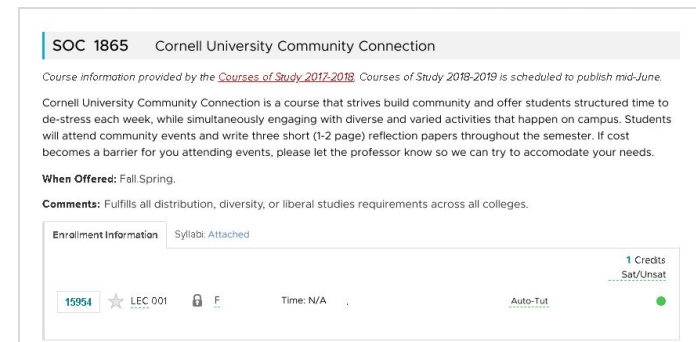 SOC 1865 Cornell University Community Connection
Course information provided by the Courses of Study 2017-2018. Courses of Study 2018-2019 is scheduled to publish mid-June.
Cornell University Community Connection is a course that strives build community and offer students structured time to
de-stress each week, while simultaneously engaging with diverse and varied activities that happen on campus. Students
will attend community events and write three short (1-2 page) reflection papers throughout the semester. If cost
becomes a barrier for you attending events, please let the professor know so we can try to accomodate your needs.
When Offered: Fall.Spring.
Comments: Fulfills all distribution, diversity, or liberal studies requirements across all colleges.
Enrollment Information Syllabi: Attached
1 Credits
Sat/Unsat
15954 LEC 001 F Time: N/A . Auto-Tut